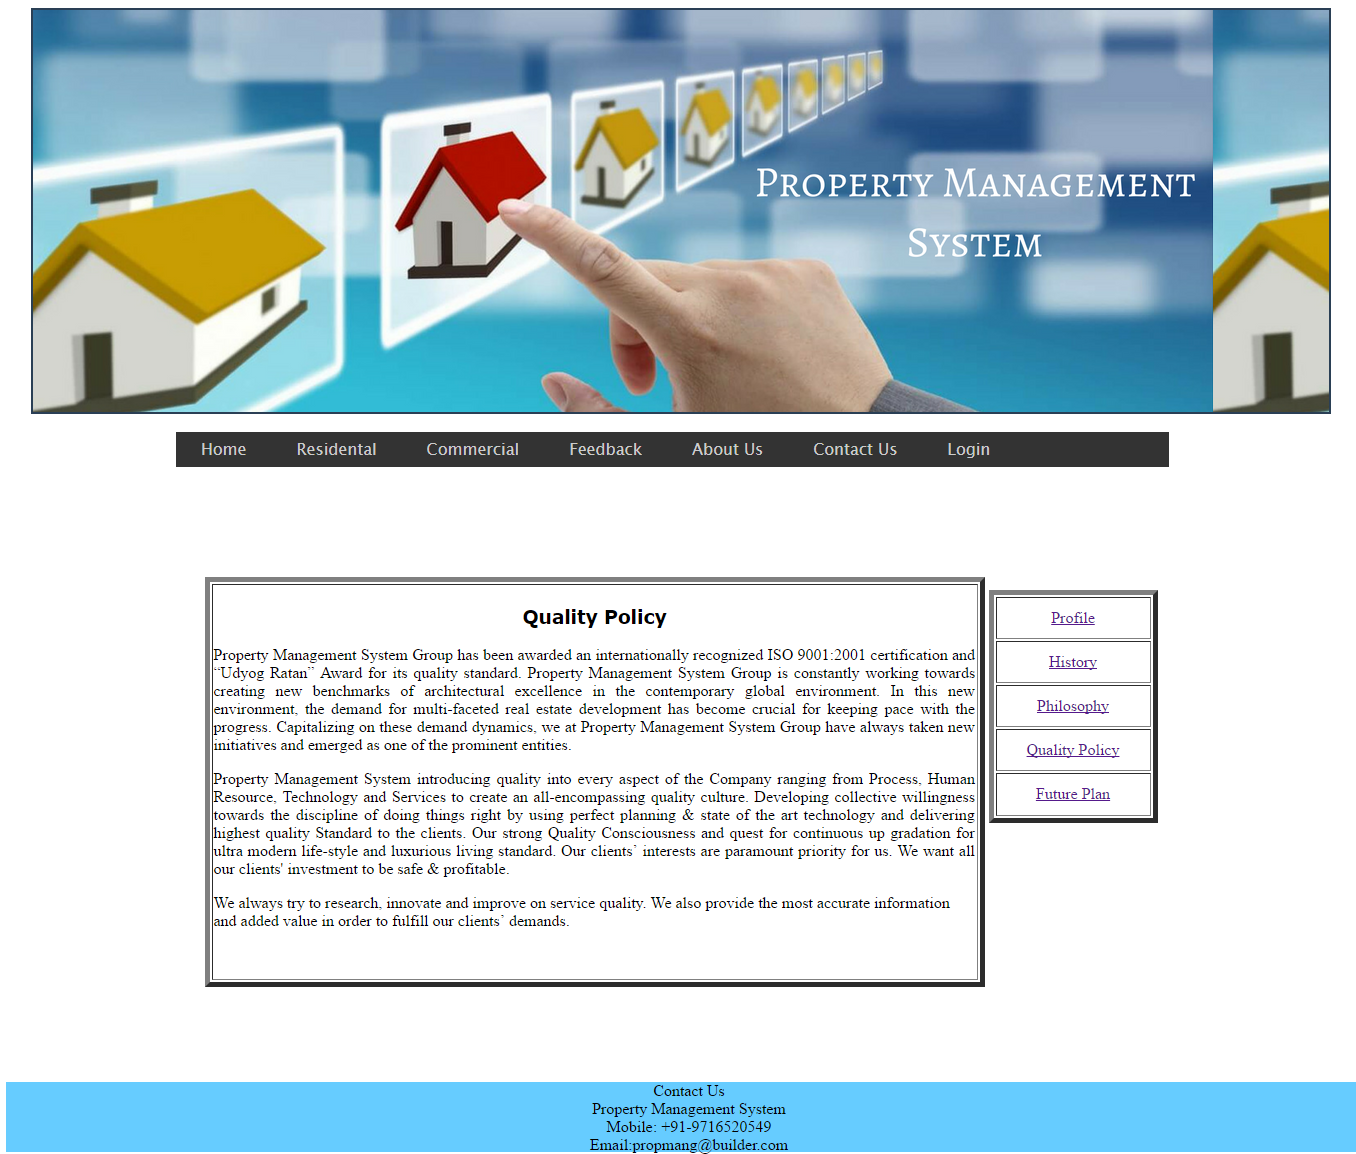 Property Management
System
Home Residental Commercial Feedback About Us Contact Us Login
Quality Policy
Property Management System Group has been awarded an internationally recognized ISO 9001:2001 certification and
“Udyog Ratan” Award for its quality standard. Property Management System Group is constantly working towards
creating new benchmarks of architectural excellence in the contemporary global environment. In this new
environment, the demand for multi-faceted real estate development has become crucial for keeping pace with the
progress. Capitalizing on these demand dynamics, we at Property Management System Group have always taken new
initiatives and emerged as one of the prominent entities.
Property Management System introducing quality into every aspect of the Company ranging from Process, Human
Resource, Technology and Services to create an all-encompassing quality culture. Developing collective willingness
towards the discipline of doing things right by using perfect planning & state of the art technology and delivering
highest quality Standard to the clients. Our strong Quality Consciousness and quest for continuous up gradation for
ultra modern life-style and luxurious living standard. Our clients` interests are paramount priority for us. We want all
our clients' investment to be safe & profitable.
We always try to research, innovate and improve on service quality. We also provide the most accurate information
and added value in order to fulfill our clients` demands.
Profile
History
Philosophy
Quality Policy
Future Plan
Contact Us
Property Management System
Mobile: +91-9716520549
Email:propmang@builder.com